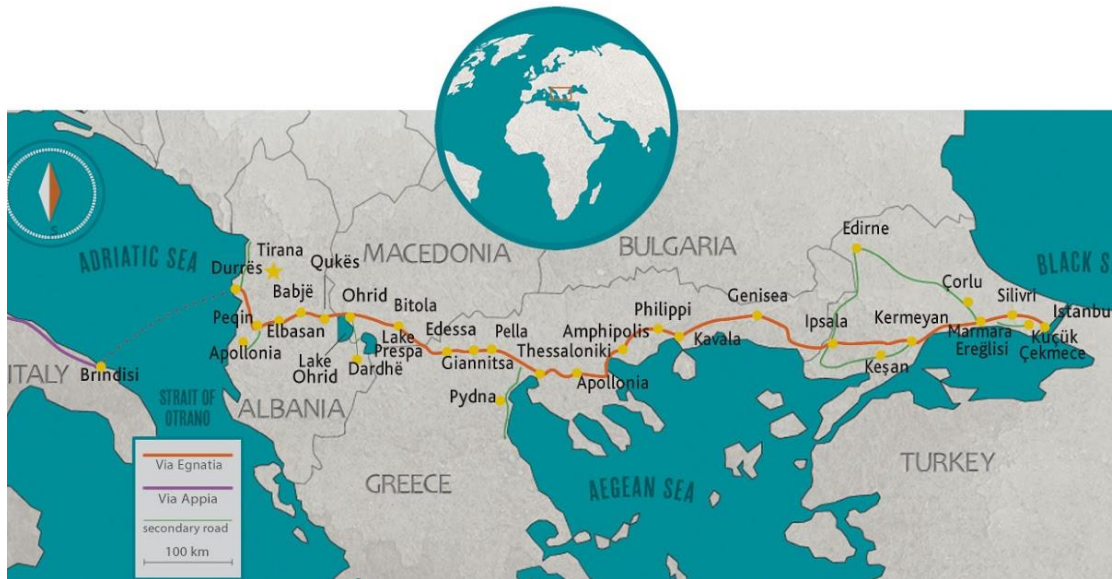 S
ADRIATIC SEA
Tirana
Durrës
Qukës
MACEDONIA
BULGARIA
Edirne
BLACK S
Babjë
Ohrid
Bitola
Peqin
Elbasan
Apollonia
Lake
Ohrid
Lake
Prespa
Dardhë
Edessa
Giannitsa
Pella
Thessaloniki
Amphipolis
Philippi
Kavala
Genisea
Apollonia
Pydna
Ipsala
Kermeyan
Keşan
Çorlu
Silivri
Marmara
Ereğlisi
Istanbul
Küçük
Çekmece
ITALY
Brindisi
STRAIT OF
OTRANO
ALBANIA
GREECE
AEGEAN SEA
TURKEY
Via Egnatia
Via Appia
secondary road
100 km